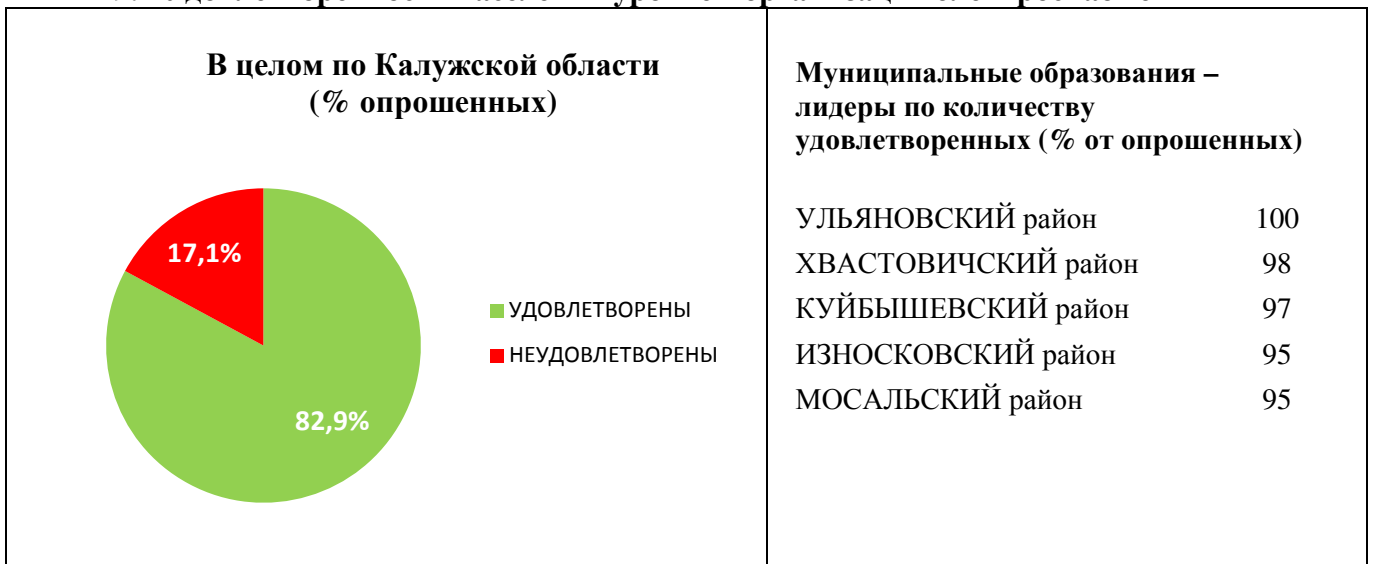 В целом по Калужской области
(% опрошенных)
17,1%
82,9%
УДОВЛЕТВОРЕНЫ
НЕУДОВЛЕТВОРЕНЫ
Муниципальные образования –
лидеры по количеству
удовлетворенных (% от опрошенных)
УЛЬЯНОВСКИЙ район 100
ХВАСТОВИЧСКИЙ район 98
КУЙБЫШЕВСКИЙ район 97
ИЗНОСКОВСКИЙ район 95
МОСАЛЬСКИЙ район 95